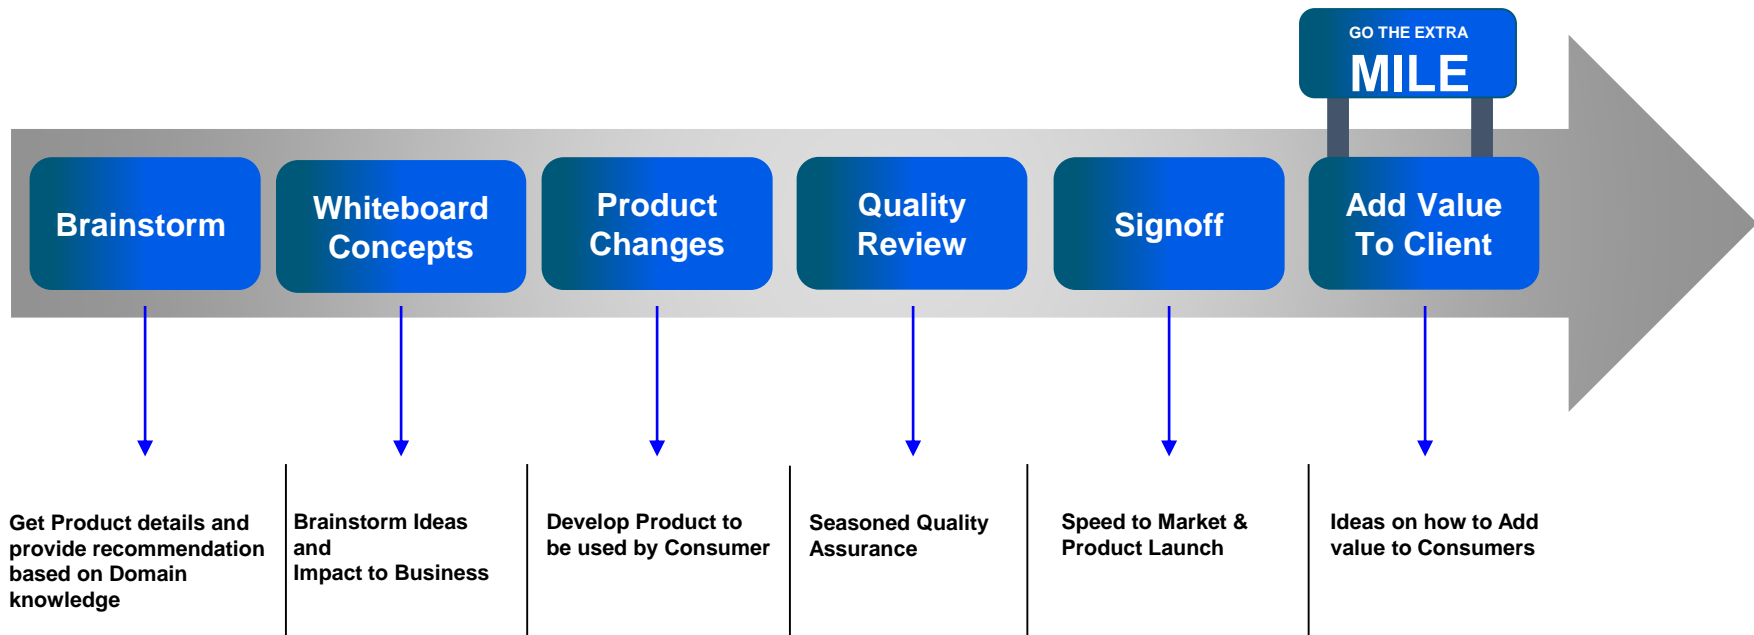 GO THE EXTRA
MILE
Brainstorm
Whiteboard
Concepts
Product
Changes
Quality
Review
Signoff
Add Value
To Client
Get Product details and
provide recommendation
based on Domain
knowledge
Brainstorm Ideas
and
Impact to Business
Develop Product to
be used by Consumer
Seasoned Quality
Assurance
Speed to Market &
Product Launch
Ideas on how to Add
value to Consumers